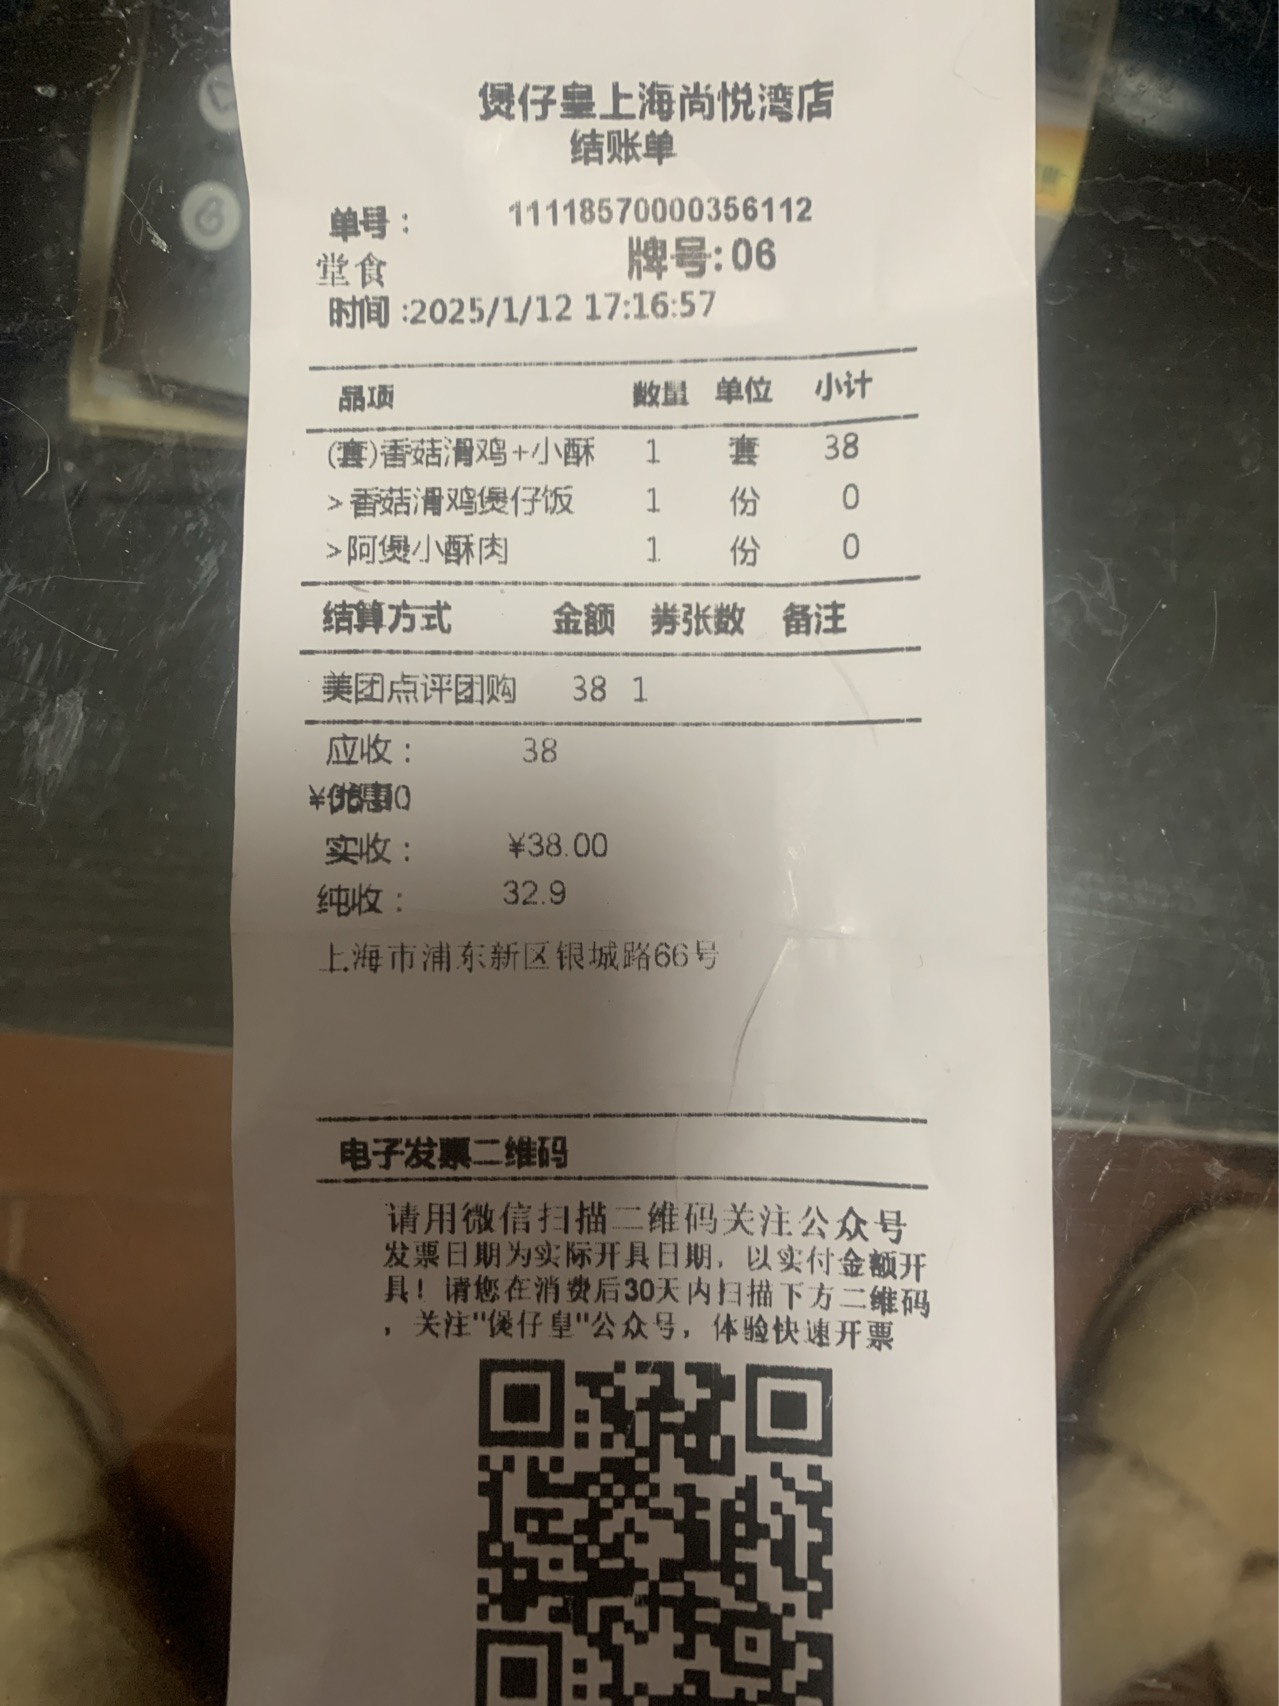 煲仔皇上海尚悦湾店
结账单
单号： 11118570000356112
堂食 牌号:06
时间:2025/1/12 17:16:57
品项 数量 单位 小计
(套)香菇滑鸡+小酥 1 套 38
>香菇滑鸡煲仔饭 1 份 0
>阿煲小酥肉 1 份 0
结算方式 金额 券张数 备注
美团点评团购 38 1
应收： 38
实收： ¥38.00
纯收： 32.9
上海市浦东新区银城路66号
电子发票二维码
请用微信扫描二维码关注公众号
发票日期为实际开具日期，以实付金额开
具！请您在消费后30天内扫描下方二维码
，关注"煲仔皇"公众号，体验快速开票